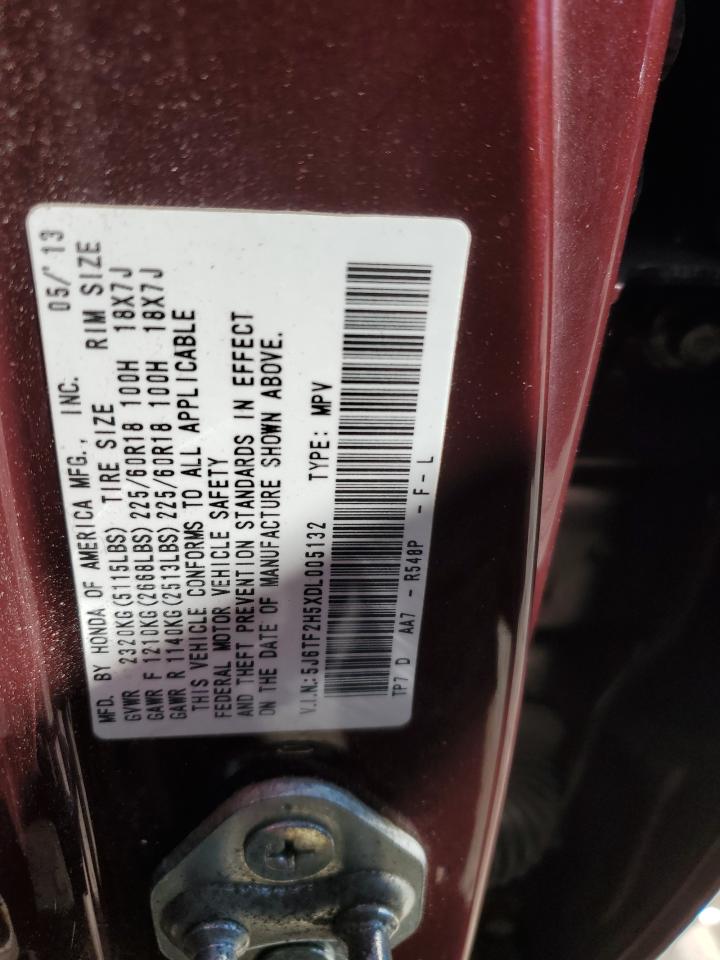 MFD. BY HONDA OF AMERICA MFG., INC. 05/'13
GVWR 2320KG(5115LBS) TIRE SIZE RIM SIZE
GAWR F 1210KG(2668LBS) 225/60R18 100H 18X7J
GAWR R 1140KG(2513LBS) 225/60R18 100H 18X7J
THIS VEHICLE CONFORMS TO ALL APPLICABLE
FEDERAL MOTOR VEHICLE SAFETY
AND THEFT PREVENTION STANDARDS IN EFFECT
ON THE DATE OF MANUFACTURE SHOWN ABOVE.
V.I.N.: 5J6TF2H5XDL005132 TYPE: MPV
TP7 D AA7 - R548P - F - L